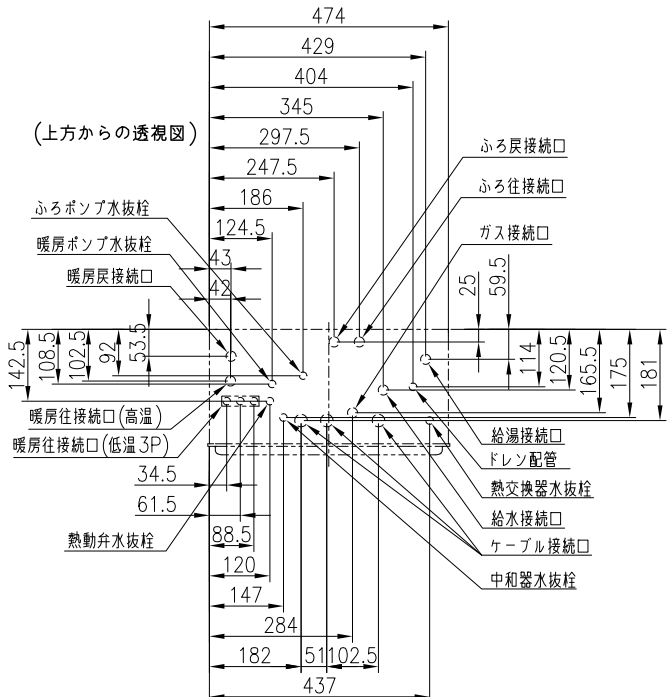 474
429
404
345
(上方からの透視図)
297.5
ふろ戻接続口
247.5
ふろ往接続口
186
ふろポンプ水抜栓
124.5
ガス接続口
暖房ポンプ水抜栓
43
暖房戻接続口
42
25
59.5
142.5
108.5
102.5
92
53.5
114
120.5
165.5
175
181
暖房往接続口(高温)
給湯接続口
暖房往接続口(低温3P)
ドレン配管
34.5
熱交換器水抜栓
61.5
給水接続口
88.5
熱動弁水抜栓
ケーブル接続口
120
中和器水抜栓
147
284
182 51 102.5
437